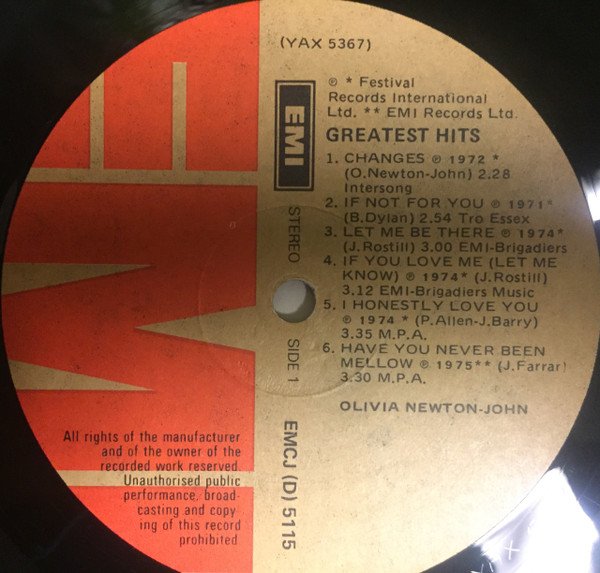 (YAX 5367)
℗ * Festival
Records International
Ltd. ** EMI Records Ltd.
GREATEST HITS
1. CHANGES ℗ 1972 *
(O.Newton-John) 2.28
Intersong
2. IF NOT FOR YOU ℗ 1971*
(B.Dylan) 2.54 Tro Essex
3. LET ME BE THERE ℗ 1974*
(J.Rostill) 3.00 EMI-Brigadiers
4. IF YOU LOVE ME (LET ME
KNOW) ℗ 1974* (J.Rostill)
3.12 EMI-Brigadiers Music
5. I HONESTLY LOVE YOU
℗ 1974 * (P.Allen-J.Barry)
3.35 M.P.A.
6. HAVE YOU NEVER BEEN
MELLOW ℗ 1975** (J.Farrar)
3.30 M.P.A.
OLIVIA NEWTON-JOHN
EMI
STEREO SIDE 1 EMCJ (D) 5115
EMI
All rights of the manufacturer
and of the owner of the
recorded work reserved.
Unauthorised public
performance, broad-
casting and copy-
ing of this record
prohibited.